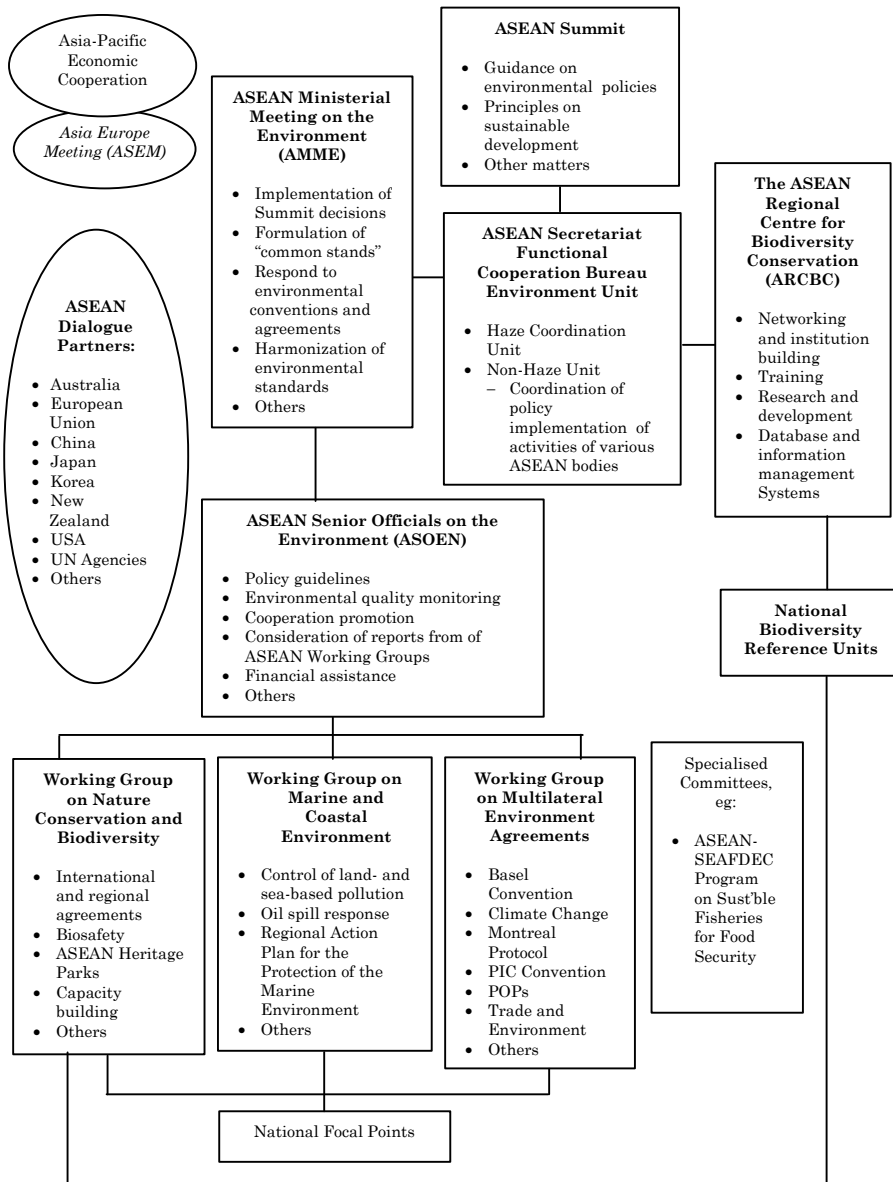 Asia-Pacific
Economic
Cooperation
Asia Europe
Meeting (ASEM)
ASEAN
Dialogue
Partners:
• Australia
• European
Union
• China
• Japan
• Korea
• New
Zealand
• USA
• UN Agencies
• Others
ASEAN Ministerial
Meeting on the
Environment
(AMME)
• Implementation of
Summit decisions
• Formulation of
“common stands”
• Respond to
environmental
conventions and
agreements
• Harmonization of
environmental
standards
• Others
ASEAN Summit
• Guidance on
environmental policies
• Principles on
sustainable
development
• Other matters
ASEAN Secretariat
Functional
Cooperation Bureau
Environment Unit
• Haze Coordination
Unit
• Non-Haze Unit
– Coordination of
policy
implementation of
activities of various
ASEAN bodies
The ASEAN
Regional
Centre for
Biodiversity
Conservation
(ARCBC)
• Networking
and institution
building
• Training
• Research and
development
• Database and
information
management
Systems
ASEAN Senior Officials on the
Environment (ASOEN)
• Policy guidelines
• Environmental quality monitoring
• Cooperation promotion
• Consideration of reports from of
ASEAN Working Groups
• Financial assistance
• Others
National
Biodiversity
Reference Units
Working Group
on Nature
Conservation and
Biodiversity
• International
and regional
agreements
• Biosafety
• ASEAN Heritage
Parks
• Capacity
building
• Others
Working Group on
Marine and
Coastal
Environment
• Control of land- and
sea-based pollution
• Oil spill response
• Regional Action
Plan for the
Protection of the
Marine
Environment
• Others
Working Group
on Multilateral
Environment
Agreements
• Basel
Convention
• Climate Change
• Montreal
Protocol
• PIC Convention
• POPs
• Trade and
Environment
• Others
Specialised
Committees,
eg:
• ASEAN-
SEAFDEC
Program
on Sust’ble
Fisheries
for Food
Security
National Focal Points